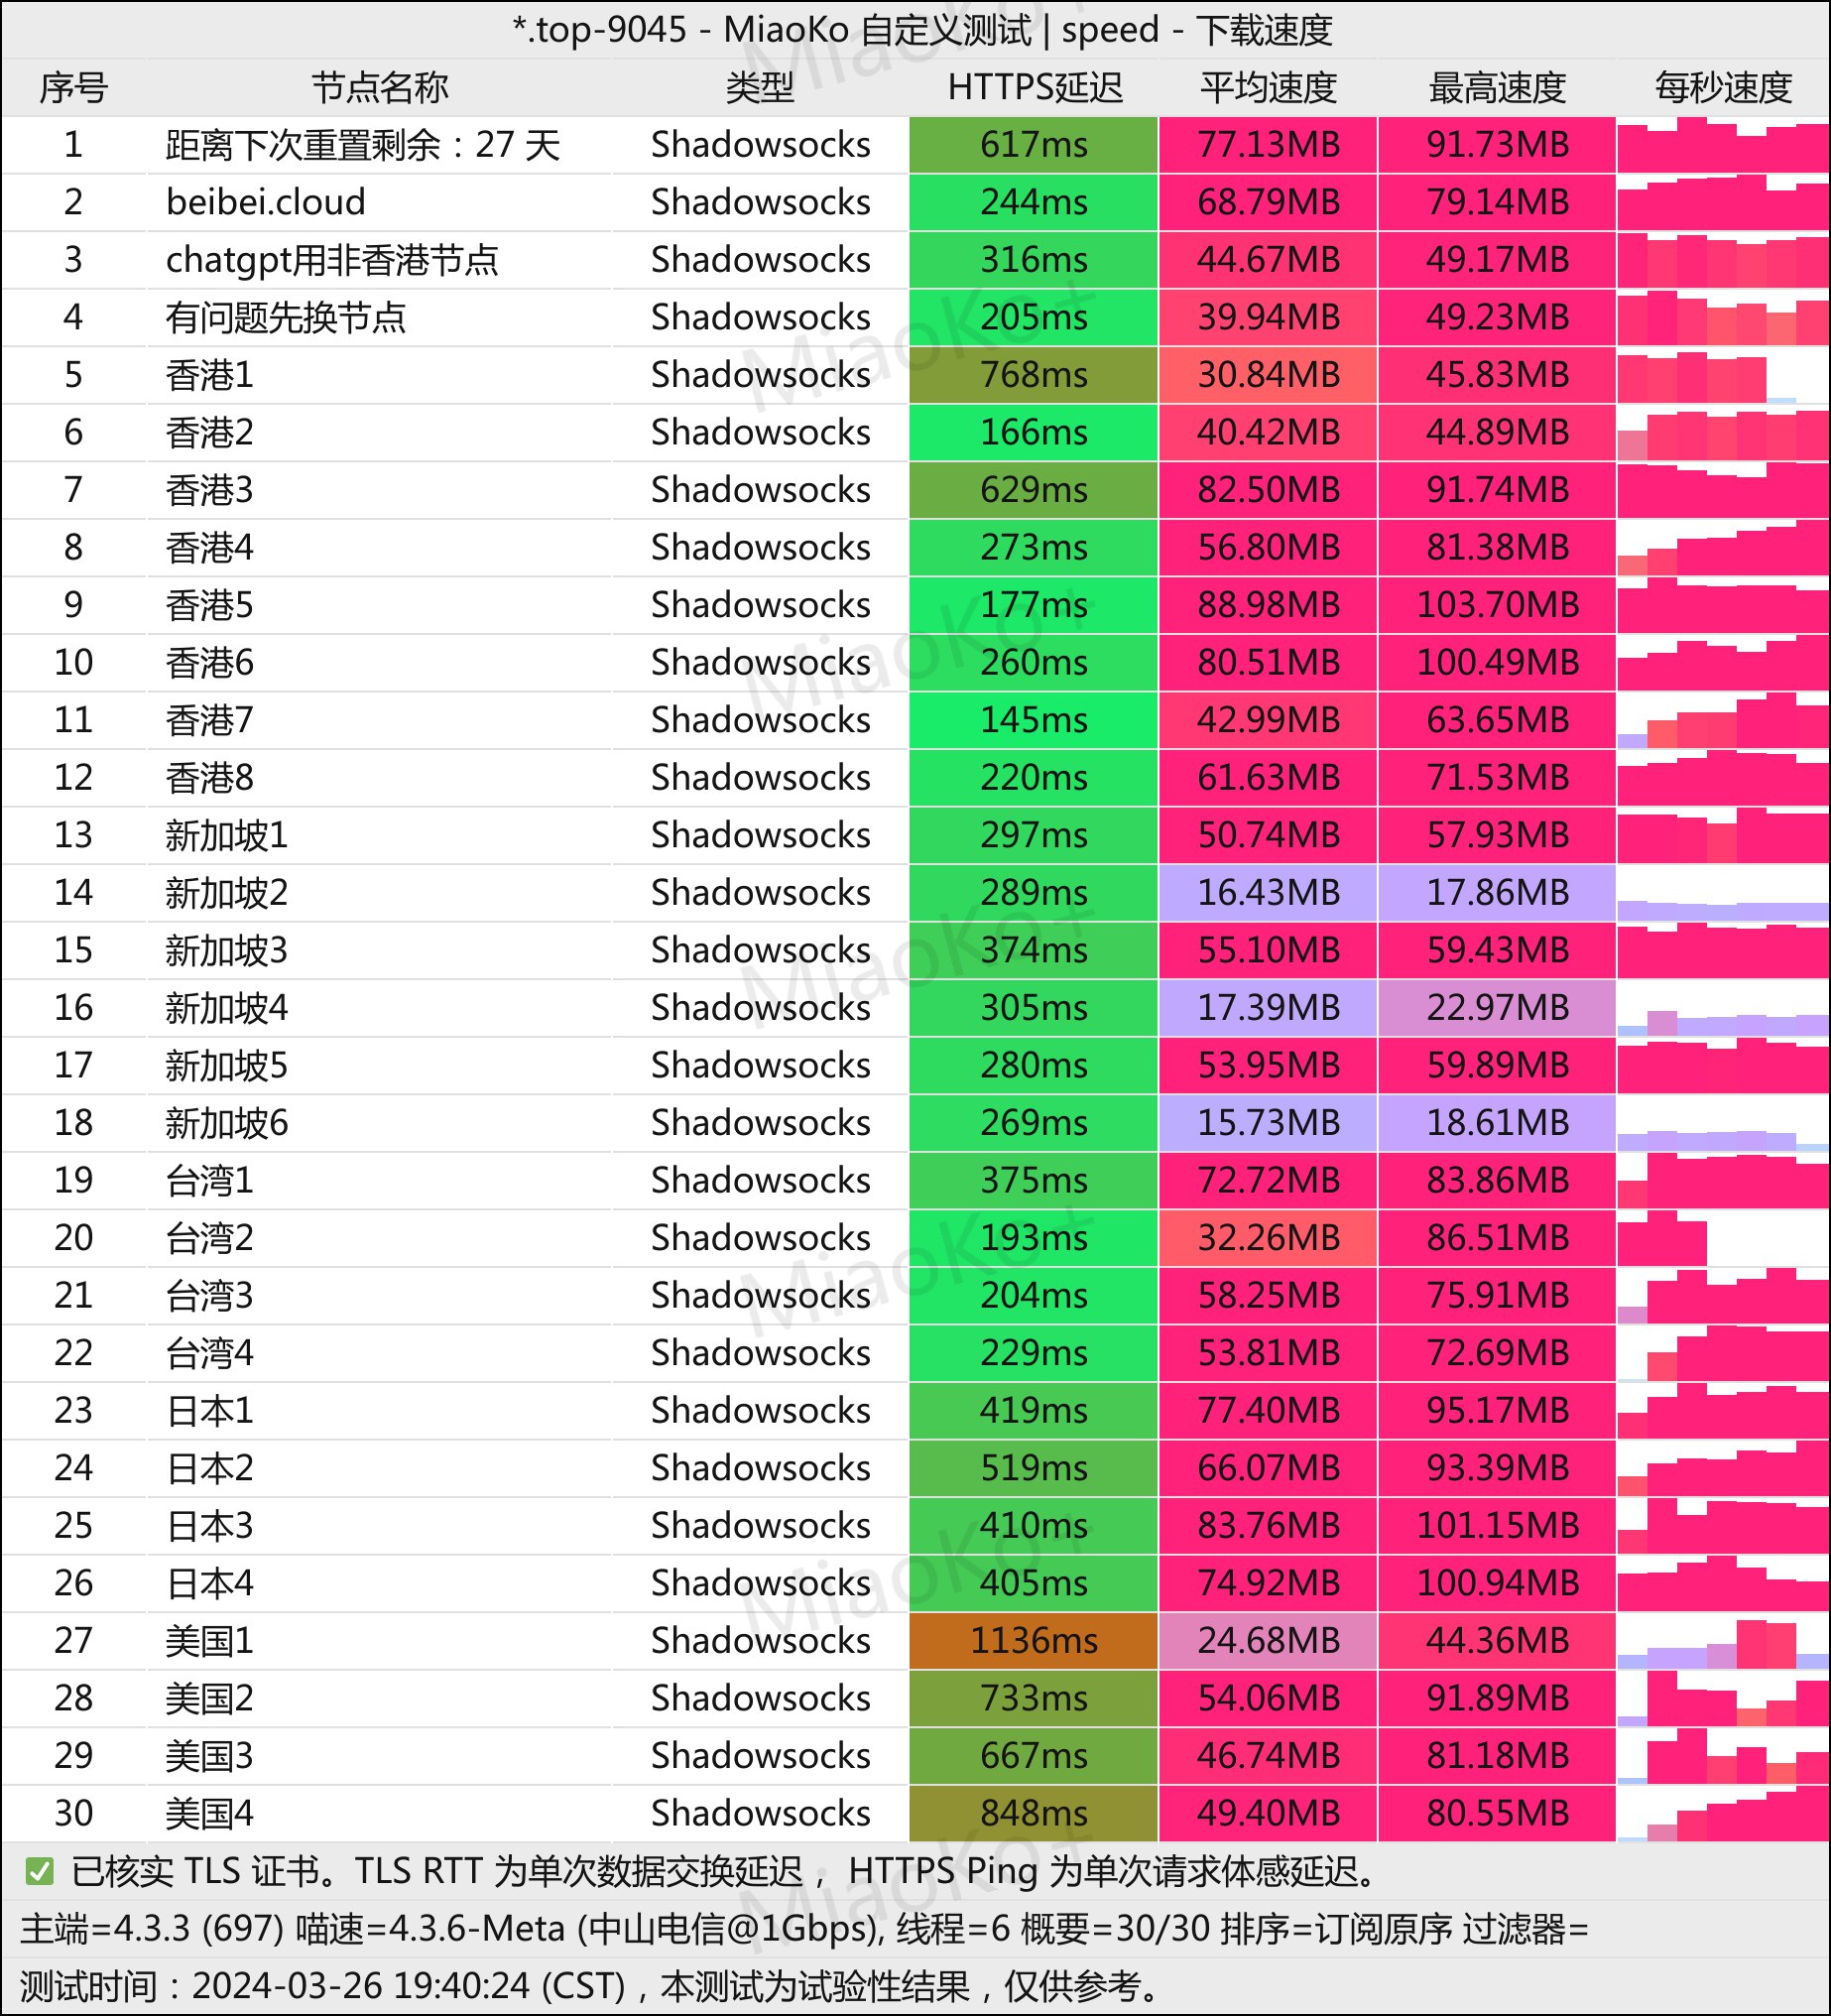 *.top-9045 - MiaoKo 自定义测试 | speed - 下载速度
序号 节点名称 类型 HTTPS延迟 平均速度 最高速度 每秒速度
1 距离下次重置剩余：27 天 Shadowsocks 617ms 77.13MB 91.73MB
2 beibei.cloud Shadowsocks 244ms 68.79MB 79.14MB
3 chatgpt用非香港节点 Shadowsocks 316ms 44.67MB 49.17MB
4 有问题先换节点 Shadowsocks 205ms 39.94MB 49.23MB
5 香港1 Shadowsocks 768ms 30.84MB 45.83MB
6 香港2 Shadowsocks 166ms 40.42MB 44.89MB
7 香港3 Shadowsocks 629ms 82.50MB 91.74MB
8 香港4 Shadowsocks 273ms 56.80MB 81.38MB
9 香港5 Shadowsocks 177ms 88.98MB 103.70MB
10 香港6 Shadowsocks 260ms 80.51MB 100.49MB
11 香港7 Shadowsocks 145ms 42.99MB 63.65MB
12 香港8 Shadowsocks 220ms 61.63MB 71.53MB
13 新加坡1 Shadowsocks 297ms 50.74MB 57.93MB
14 新加坡2 Shadowsocks 289ms 16.43MB 17.86MB
15 新加坡3 Shadowsocks 374ms 55.10MB 59.43MB
16 新加坡4 Shadowsocks 305ms 17.39MB 22.97MB
17 新加坡5 Shadowsocks 280ms 53.95MB 59.89MB
18 新加坡6 Shadowsocks 269ms 15.73MB 18.61MB
19 台湾1 Shadowsocks 375ms 72.72MB 83.86MB
20 台湾2 Shadowsocks 193ms 32.26MB 86.51MB
21 台湾3 Shadowsocks 204ms 58.25MB 75.91MB
22 台湾4 Shadowsocks 229ms 53.81MB 72.69MB
23 日本1 Shadowsocks 419ms 77.40MB 95.17MB
24 日本2 Shadowsocks 519ms 66.07MB 93.39MB
25 日本3 Shadowsocks 410ms 83.76MB 101.15MB
26 日本4 Shadowsocks 405ms 74.92MB 100.94MB
27 美国1 Shadowsocks 1136ms 24.68MB 44.36MB
28 美国2 Shadowsocks 733ms 54.06MB 91.89MB
29 美国3 Shadowsocks 667ms 46.74MB 81.18MB
30 美国4 Shadowsocks 848ms 49.40MB 80.55MB
✅ 已核实 TLS 证书。TLS RTT 为单次数据交换延迟， HTTPS Ping 为单次请求体感延迟。
主端=4.3.3 (697) 喵速=4.3.6-Meta (中山电信@1Gbps), 线程=6 概要=30/30 排序=订阅原序 过滤器=
测试时间：2024-03-26 19:40:24 (CST)，本测试为试验性结果，仅供参考。
MiaoKo+
MiaoKo+
MiaoKo+
MiaoKo+
MiaoKo+
MiaoKo+
MiaoKo+